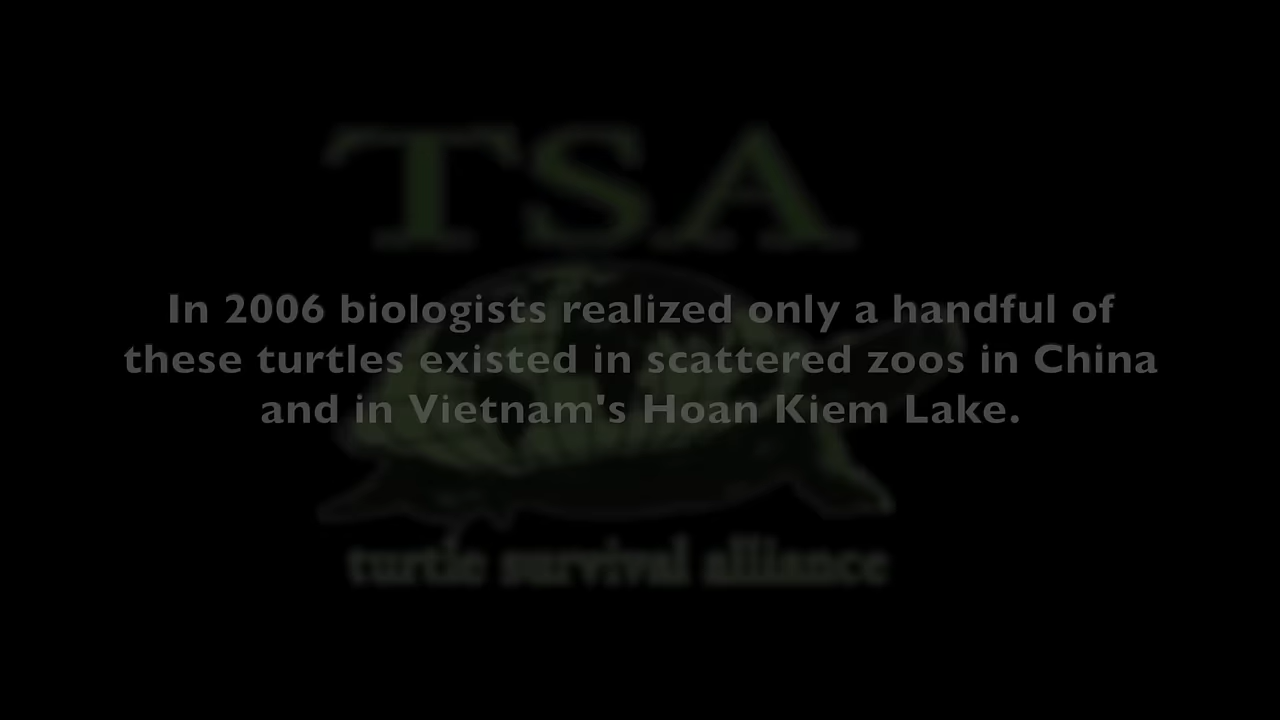 TSA
In 2006 biologists realized only a handful of
these turtles existed in scattered zoos in China
and in Vietnam's Hoan Kiem Lake.
turtle survival alliance